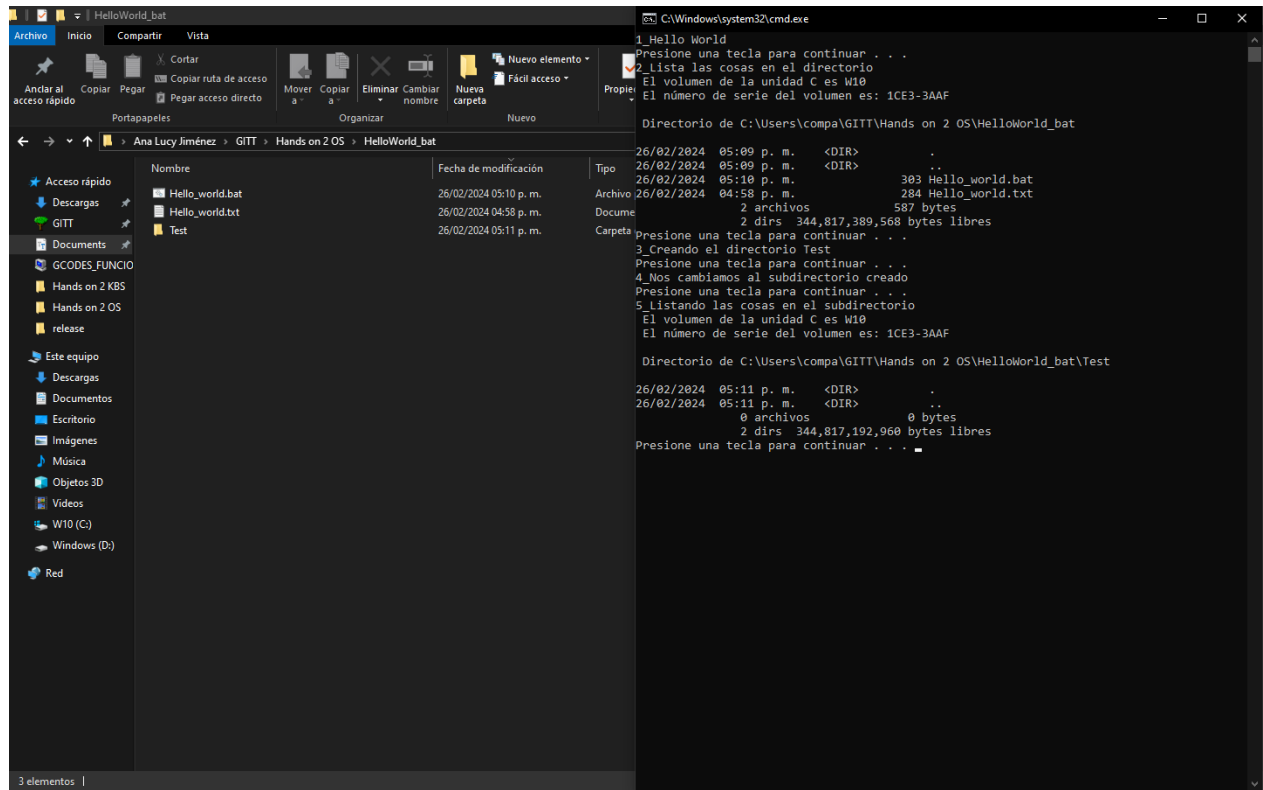 HelloWorld_bat
Archivo Inicio Compartir Vista
Anclar al acceso rápido
Copiar
Pegar
Cortar
Copiar ruta de acceso
Pegar acceso directo
Portapapeles
Mover a
Copiar a
Eliminar
Cambiar nombre
Organizar
Nueva carpeta
Nuevo elemento
Fácil acceso
Nuevo
Propie
Ana Lucy Jiménez > GITT > Hands on 2 OS > HelloWorld_bat
Acceso rápido
Descargas
GITT
Documents
GCODES_FUNCIO
Hands on 2 KBS
Hands on 2 OS
release
Este equipo
Descargas
Documentos
Escritorio
Imágenes
Música
Objetos 3D
Videos
W10 (C:)
Windows (D:)
Red
Nombre Fecha de modificación Tipo
Hello_world.bat 26/02/2024 05:10 p. m. Archivo
Hello_world.txt 26/02/2024 04:58 p. m. Docume
Test 26/02/2024 05:11 p. m. Carpeta
3 elementos
C:\Windows\system32\cmd.exe
1_Hello World
Presione una tecla para continuar . . .
2_Lista las cosas en el directorio
El volumen de la unidad C es W10
El número de serie del volumen es: 1CE3-3AAF
Directorio de C:\Users\compa\GITT\Hands on 2 OS\HelloWorld_bat
26/02/2024 05:09 p. m. <DIR> .
26/02/2024 05:09 p. m. <DIR> ..
26/02/2024 05:10 p. m. 303 Hello_world.bat
26/02/2024 04:58 p. m. 284 Hello_world.txt
2 archivos 587 bytes
2 dirs 344,817,389,568 bytes libres
Presione una tecla para continuar . . .
3_Creando el directorio Test
Presione una tecla para continuar . . .
4_Nos cambiamos al subdirectorio creado
Presione una tecla para continuar . . .
5_Listando las cosas en el subdirectorio
El volumen de la unidad C es W10
El número de serie del volumen es: 1CE3-3AAF
Directorio de C:\Users\compa\GITT\Hands on 2 OS\HelloWorld_bat\Test
26/02/2024 05:11 p. m. <DIR> .
26/02/2024 05:11 p. m. <DIR> ..
0 archivos 0 bytes
2 dirs 344,817,192,960 bytes libres
Presione una tecla para continuar . . .